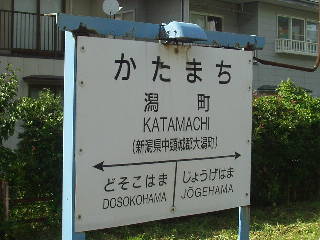 かたまち
潟町
KATAMACHI
(新潟県中頸城郡大潟町)
どそこはま
DOSOKOHAMA
じょうげはま
JŌGEHAMA